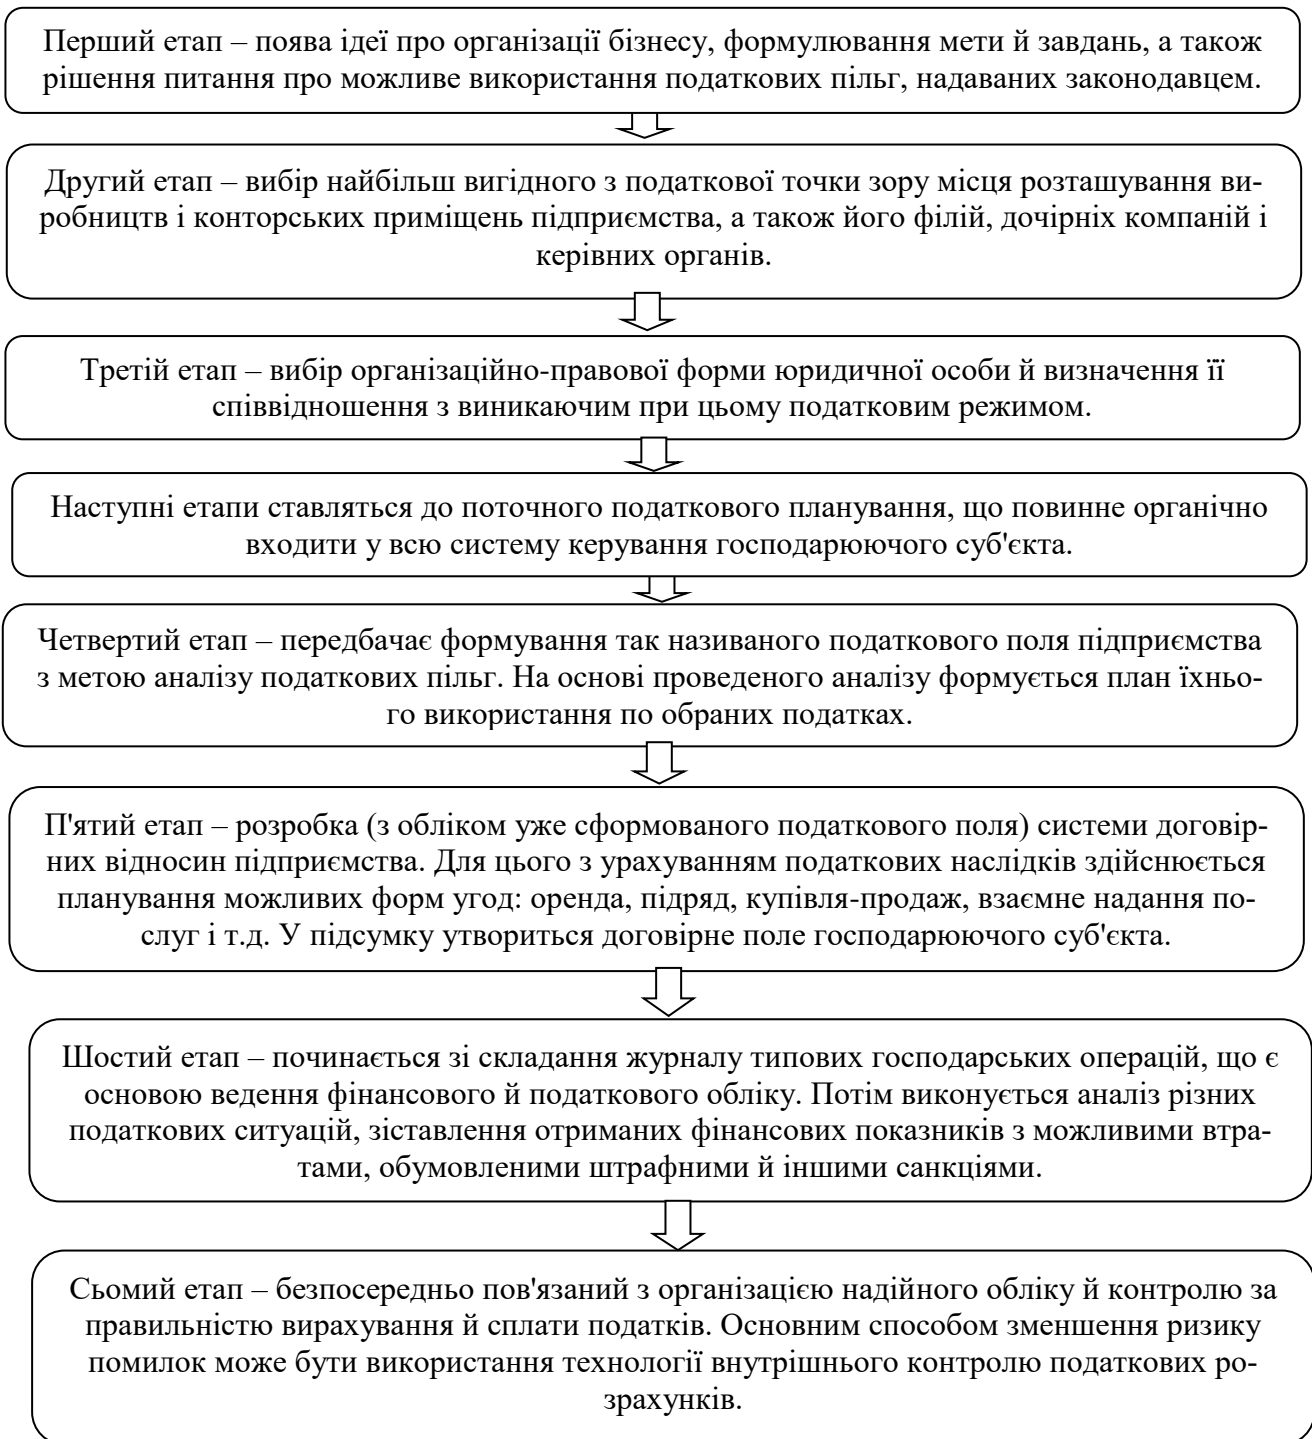 Перший етап – поява ідеї про організації бізнесу, формулювання мети й завдань, а також
рішення питання про можливе використання податкових пільг, надаваних законодавцем.
Другий етап – вибір найбільш вигідного з податкової точки зору місця розташування ви-
робництв і конторських приміщень підприємства, а також його філій, дочірніх компаній і
керівних органів.
Третій етап – вибір організаційно-правової форми юридичної особи й визначення її
співвідношення з виникаючим при цьому податковим режимом.
Наступні етапи ставляться до поточного податкового планування, що повинне органічно
входити у всю систему керування господарюючого суб'єкта.
Четвертий етап – передбачає формування так називаного податкового поля підприємства
з метою аналізу податкових пільг. На основі проведеного аналізу формується план їхньо-
го використання по обраних податках.
П'ятий етап – розробка (з обліком уже сформованого податкового поля) системи договір-
них відносин підприємства. Для цього з урахуванням податкових наслідків здійснюється
планування можливих форм угод: оренда, підряд, купівля-продаж, взаємне надання по-
слуг і т.д. У підсумку утвориться договірне поле господарюючого суб'єкта.
Шостий етап – починається зі складання журналу типових господарських операцій, що є
основою ведення фінансового й податкового обліку. Потім виконується аналіз різних
податкових ситуацій, зіставлення отриманих фінансових показників з можливими втра-
тами, обумовленими штрафними й іншими санкціями.
Сьомий етап – безпосередньо пов'язаний з організацією надійного обліку й контролю за
правильністю вирахування й сплати податків. Основним способом зменшення ризику
помилок може бути використання технології внутрішнього контролю податкових ро-
зрахунків.